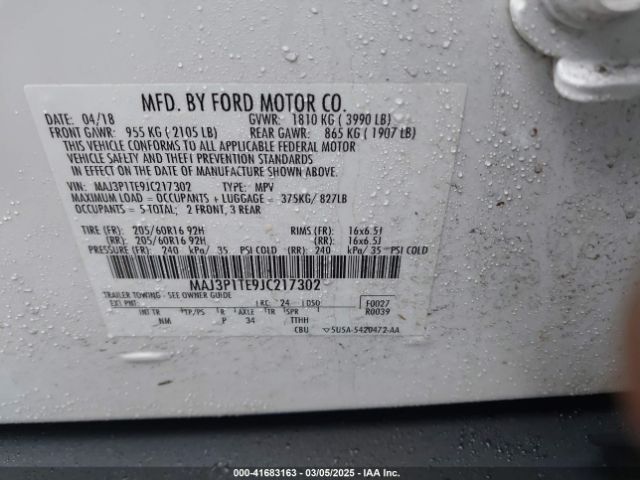 MFD. BY FORD MOTOR CO.
DATE: 04/18 GVWR: 1810 KG ( 3990 LB)
FRONT GAWR: 955 KG ( 2105 LB) REAR GAWR: 865 KG ( 1907 LB)
THIS VEHICLE CONFORMS TO ALL APPLICABLE FEDERAL MOTOR
VEHICLE SAFETY AND THEFT PREVENTION STANDARDS
IN EFFECT ON THE DATE OF MANUFACTURE SHOWN ABOVE.
VIN: MAJ3P1TE9JC217302 TYPE: MPV
MAXIMUM LOAD = OCCUPANTS + LUGGAGE = 375KG/ 827LB
OCCUPANTS = 5-TOTAL; 2 FRONT, 3 REAR
TIRE (FR): 205/60R16 92H RIMS (FR): 16x6.5J
(RR): 205/60R16 92H (RR): 16x6.5J
PRESSURE (FR): 240 kPa/ 35 PSI COLD (RR): 240 kPa/ 35 PSI COLD
MAJ3P1TE9JC217302
TRAILER TOWING - SEE OWNER GUIDE
EXT PNT: RC: 24 DSO: F0027
INT TR TP/PS R AXLE TR SPR R0039
NM P 34 TTHH
CBU 5U5A-5420472-AA
000-41683163 - 03/05/2025 - IAA Inc.